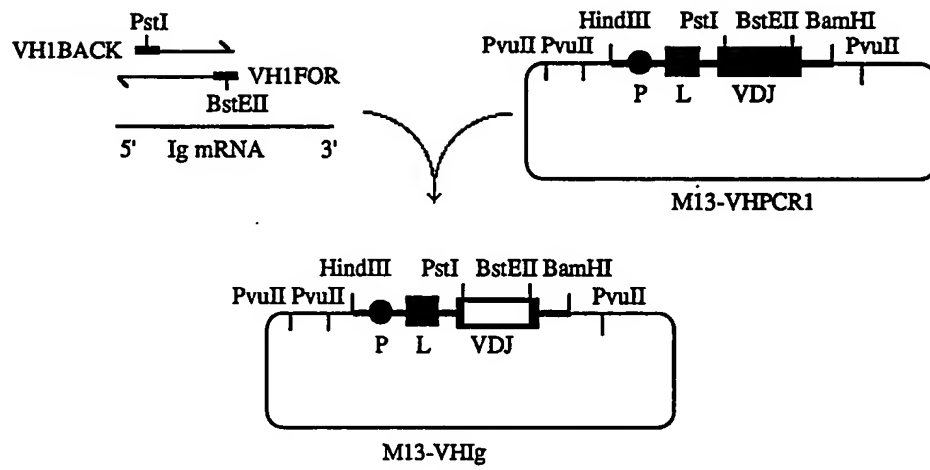 PstI
VH1BACK
VH1FOR
BstEII
5' Ig mRNA 3'
HindIII PstI BstEII BamHI
PvuII PvuII PvuII
P L VDJ
M13-VHPCR1
HindIII PstI BstEII BamHI
PvuII PvuII PvuII
P L VDJ
M13-VHIg